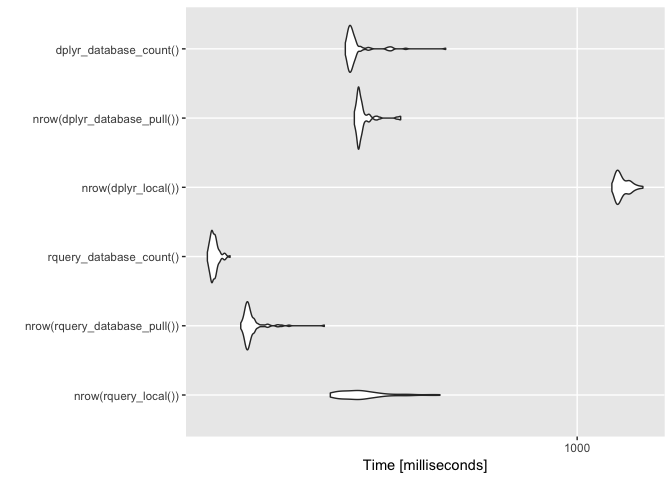 dplyr_database_count()
nrow(dplyr_database_pull())
nrow(dplyr_local())
rquery_database_count()
nrow(rquery_database_pull())
nrow(rquery_local())
1000
Time [milliseconds]